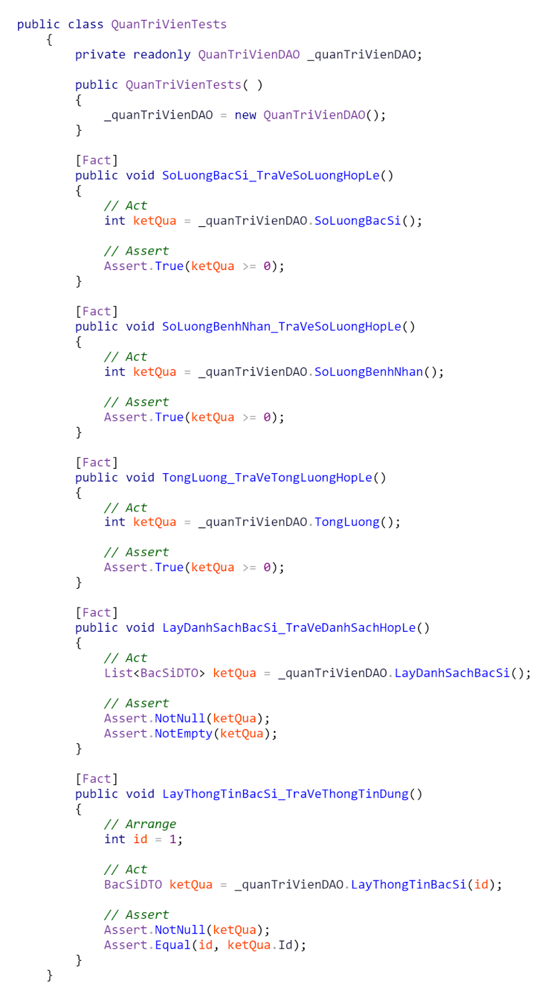 public class QuanTriVienTests
{
private readonly QuanTriVienDAO _quanTriVienDAO;
public QuanTriVienTests( )
{
_quanTriVienDAO = new QuanTriVienDAO();
}
[Fact]
public void SoLuongBacSi_TraVeSoLuongHopLe()
{
// Act
int ketQua = _quanTriVienDAO.SoLuongBacSi();
// Assert
Assert.True(ketQua >= 0);
}
[Fact]
public void SoLuongBenhNhan_TraVeSoLuongHopLe()
{
// Act
int ketQua = _quanTriVienDAO.SoLuongBenhNhan();
// Assert
Assert.True(ketQua >= 0);
}
[Fact]
public void TongLuong_TraVeTongLuongHopLe()
{
// Act
int ketQua = _quanTriVienDAO.TongLuong();
// Assert
Assert.True(ketQua >= 0);
}
[Fact]
public void LayDanhSachBacSi_TraVeDanhSachHopLe()
{
// Act
List<BacSiDTO> ketQua = _quanTriVienDAO.LayDanhSachBacSi();
// Assert
Assert.NotNull(ketQua);
Assert.NotEmpty(ketQua);
}
[Fact]
public void LayThongTinBacSi_TraVeThongTinDung()
{
// Arrange
int id = 1;
// Act
BacSiDTO ketQua = _quanTriVienDAO.LayThongTinBacSi(id);
// Assert
Assert.NotNull(ketQua);
Assert.Equal(id, ketQua.Id);
}
}